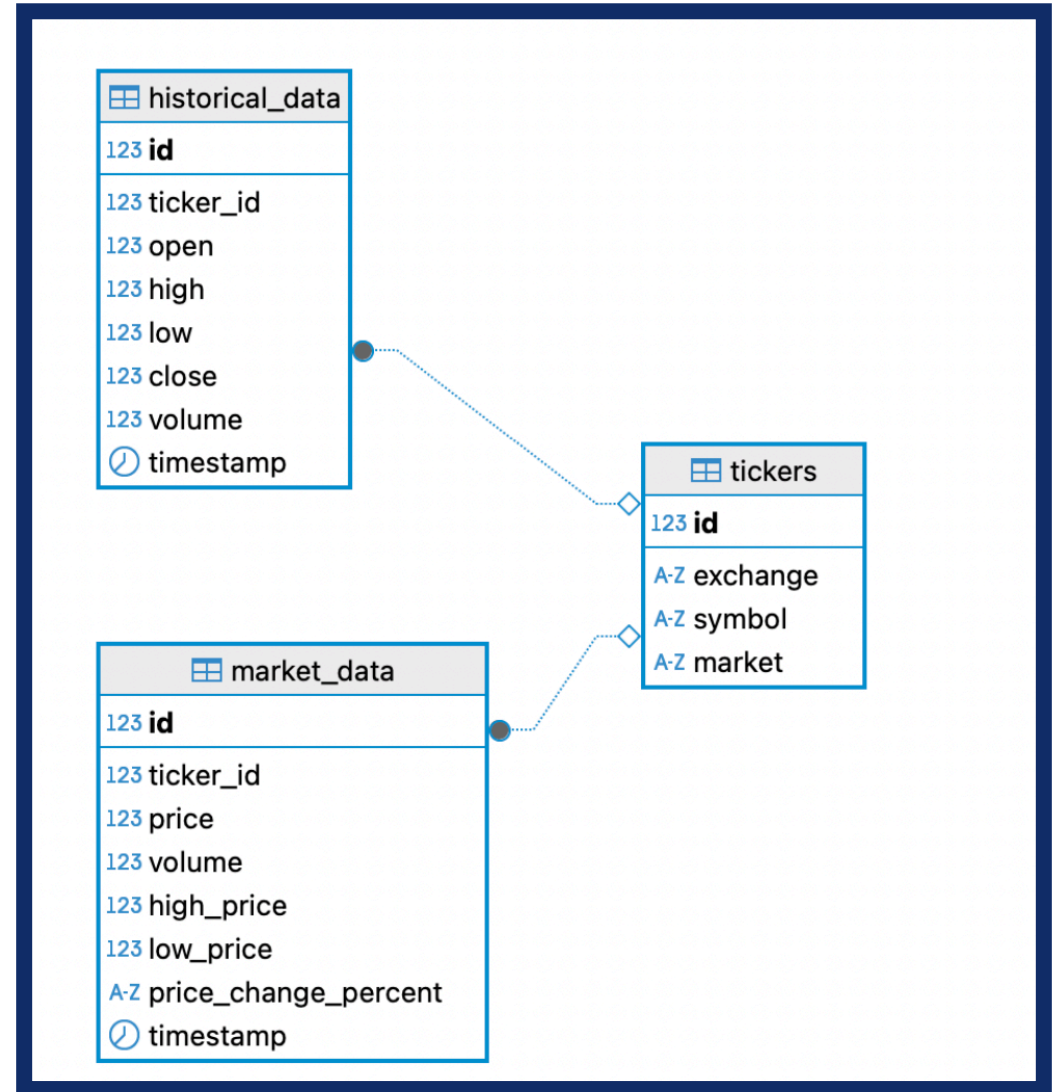 historical_data
123 id
123 ticker_id
123 open
123 high
123 low
123 close
123 volume
timestamp
tickers
123 id
A-Z exchange
A-Z symbol
A-Z market
market_data
123 id
123 ticker_id
123 price
123 volume
123 high_price
123 low_price
A-Z price_change_percent
timestamp